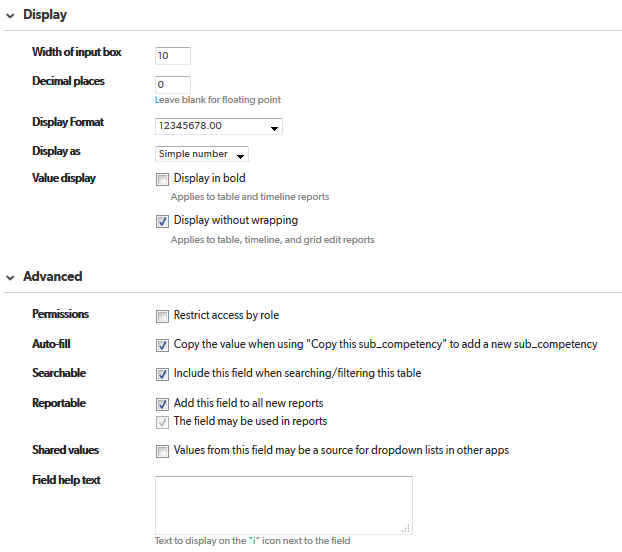 Display
Width of input box 10
Decimal places 0
Leave blank for floating point
Display Format 12345678.00
Display as Simple number
Value display Display in bold
Applies to table and timeline reports
Display without wrapping
Applies to table, timeline, and grid edit reports
Advanced
Permissions Restrict access by role
Auto-fill Copy the value when using "Copy this sub_competency" to add a new sub_competency
Searchable Include this field when searching/filtering this table
Reportable Add this field to all new reports
The field may be used in reports
Shared values Values from this field may be a source for dropdown lists in other apps
Field help text
Text to display on the "i" icon next to the field